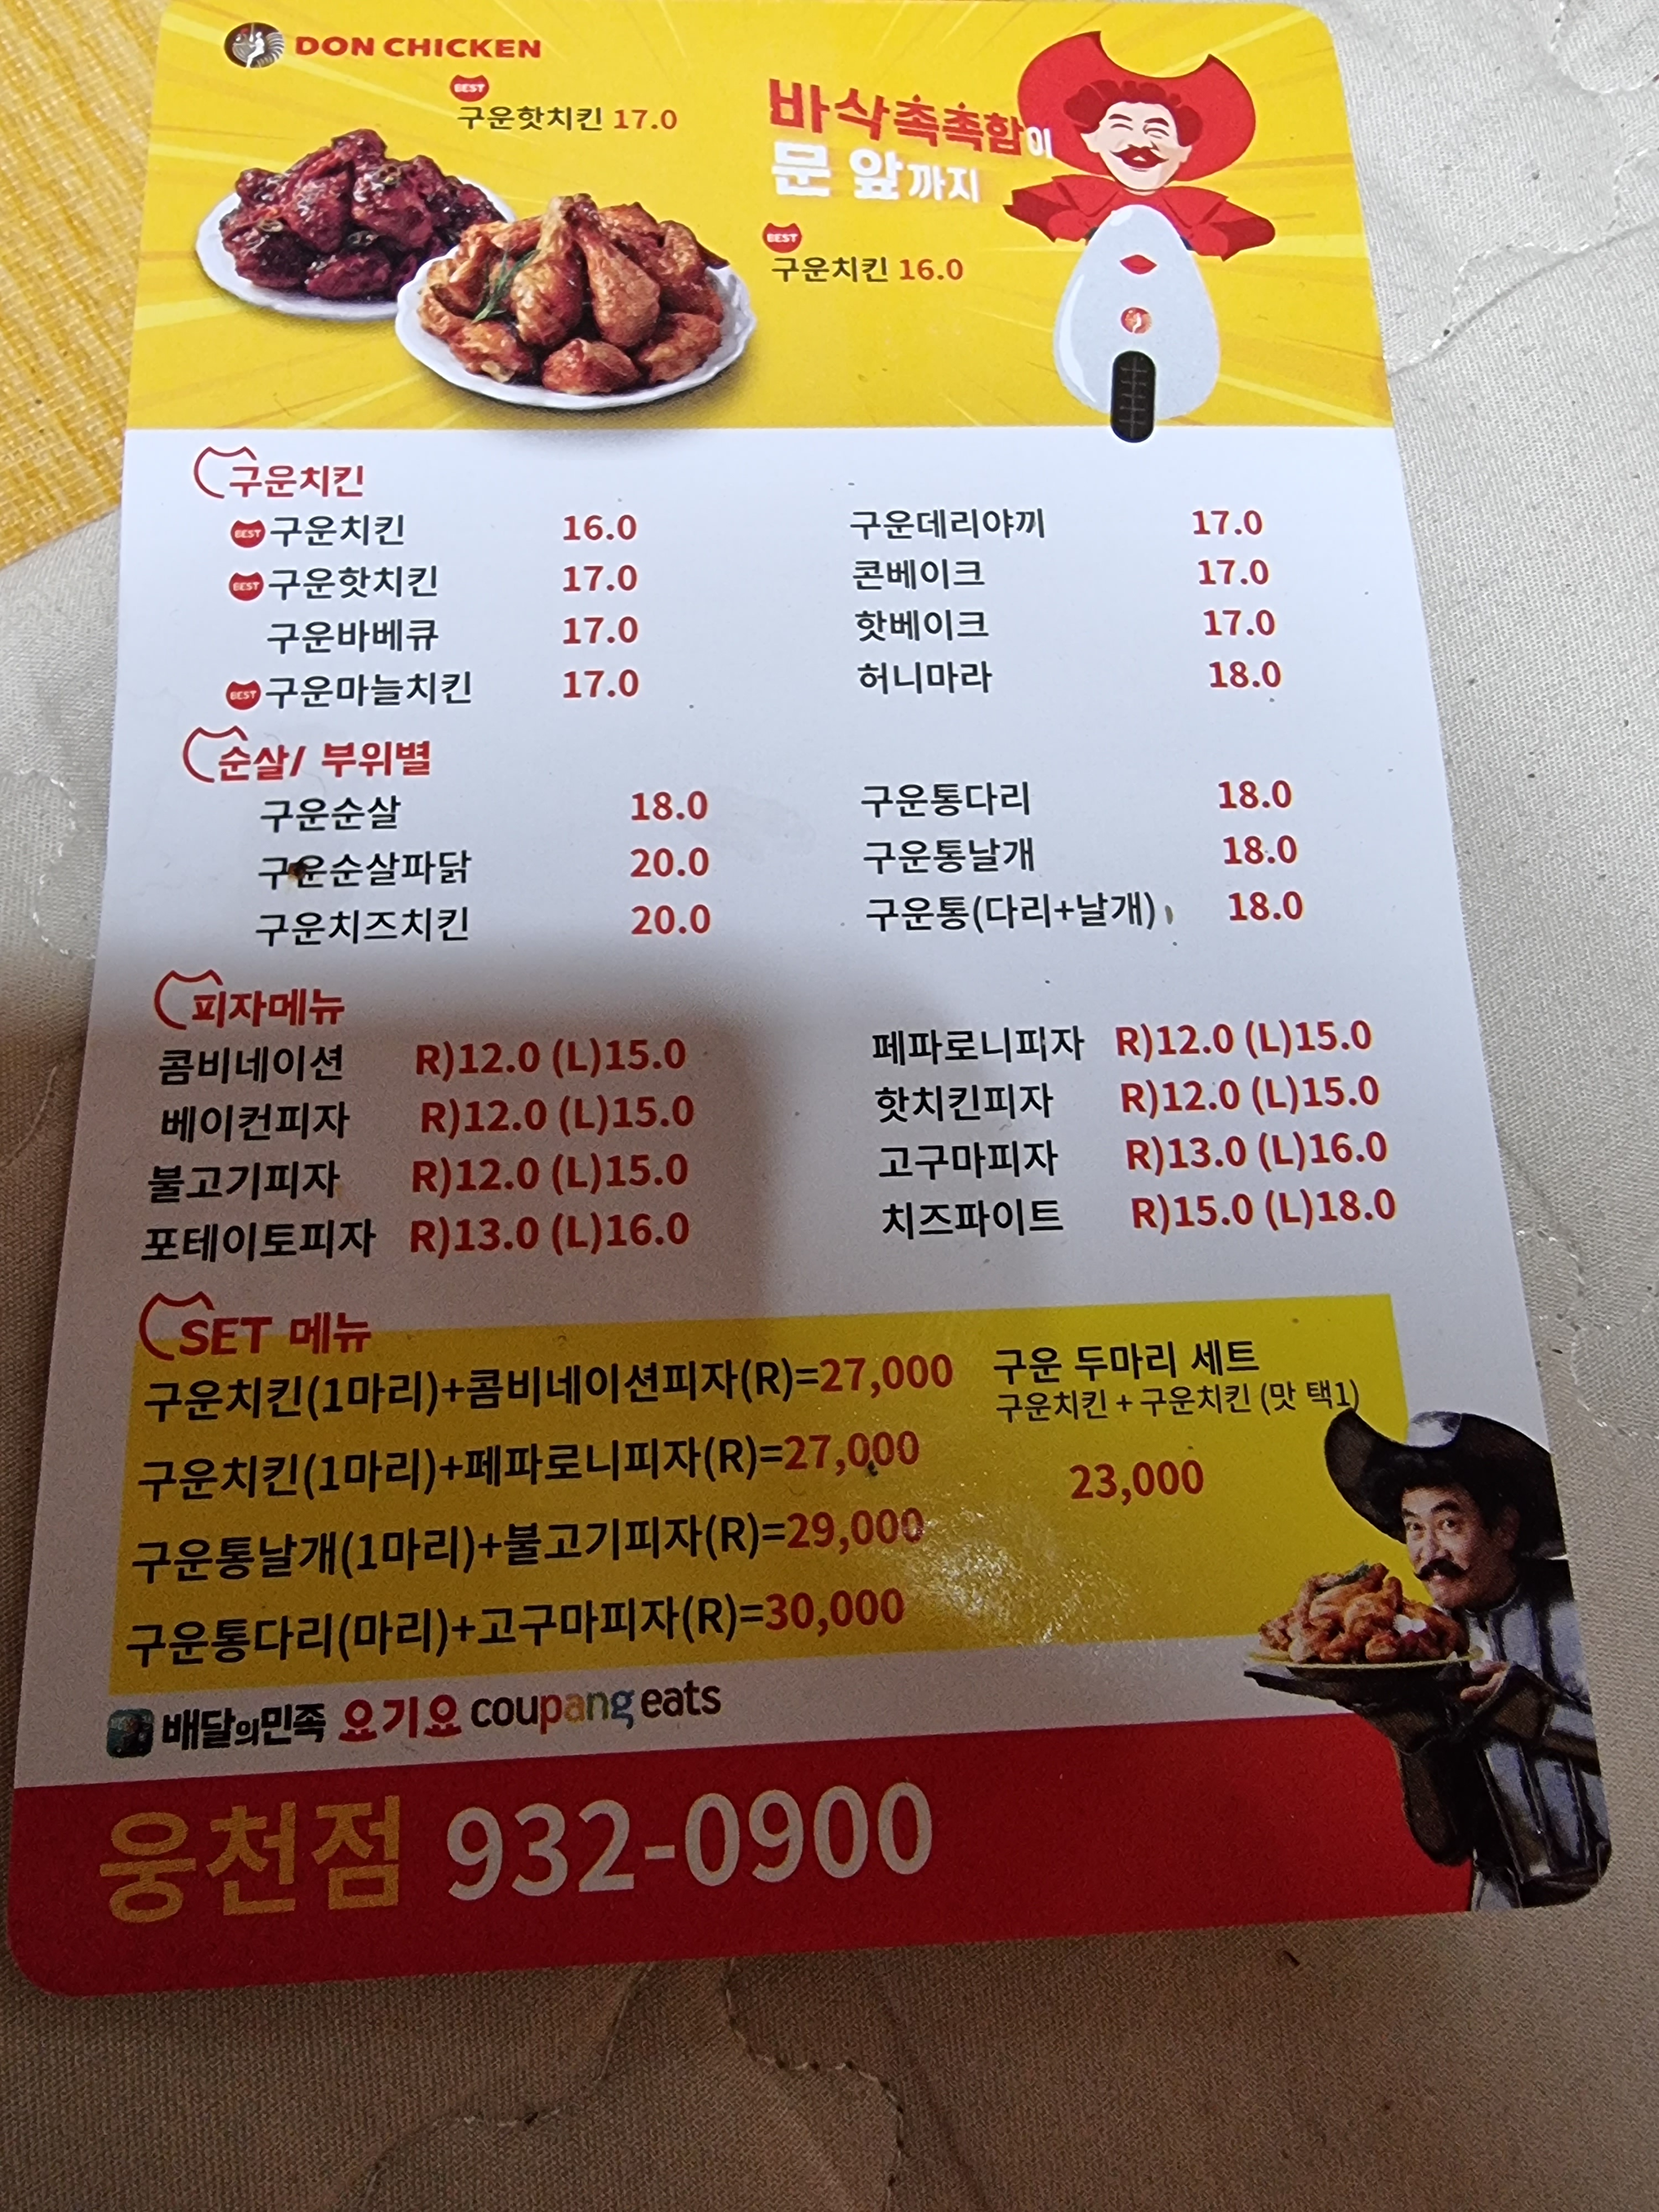 DON CHICKEN
BEST
구운핫치킨 17.0
바삭촉촉함이
문 앞까지
BEST
구운치킨 16.0
구운치킨
BEST 구운치킨 16.0
BEST 구운핫치킨 17.0
구운바베큐 17.0
BEST 구운마늘치킨 17.0
구운데리야끼 17.0
콘베이크 17.0
핫베이크 17.0
허니마라 18.0
순살/ 부위별
구운순살 18.0
구운순살파닭 20.0
구운치즈치킨 20.0
구운통다리 18.0
구운통날개 18.0
구운통(다리+날개) 18.0
피자메뉴
콤비네이션 R)12.0 (L)15.0
베이컨피자 R)12.0 (L)15.0
불고기피자 R)12.0 (L)15.0
포테이토피자 R)13.0 (L)16.0
페파로니피자 R)12.0 (L)15.0
핫치킨피자 R)12.0 (L)15.0
고구마피자 R)13.0 (L)16.0
치즈파이트 R)15.0 (L)18.0
SET 메뉴
구운치킨(1마리)+콤비네이션피자(R)=27,000
구운치킨(1마리)+페파로니피자(R)=27,000
구운통날개(1마리)+불고기피자(R)=29,000
구운통다리(마리)+고구마피자(R)=30,000
구운 두마리 세트
구운치킨 + 구운치킨 (맛 택1)
23,000
배달의민족 요기요 coupang eats
웅천점 932-0900